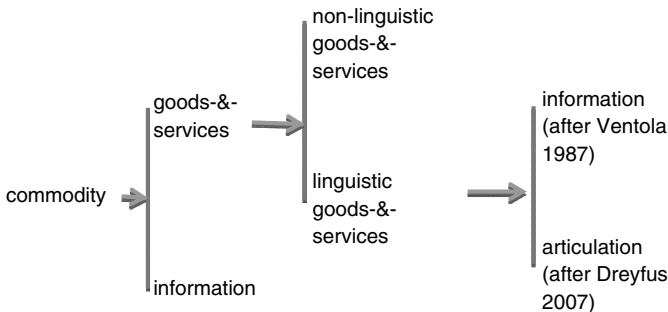 commodity
goods-&-
services
information
non-linguistic
goods-&-
services
linguistic
goods-&-
services
information
(after Ventola
1987)
articulation
(after Dreyfus
2007)